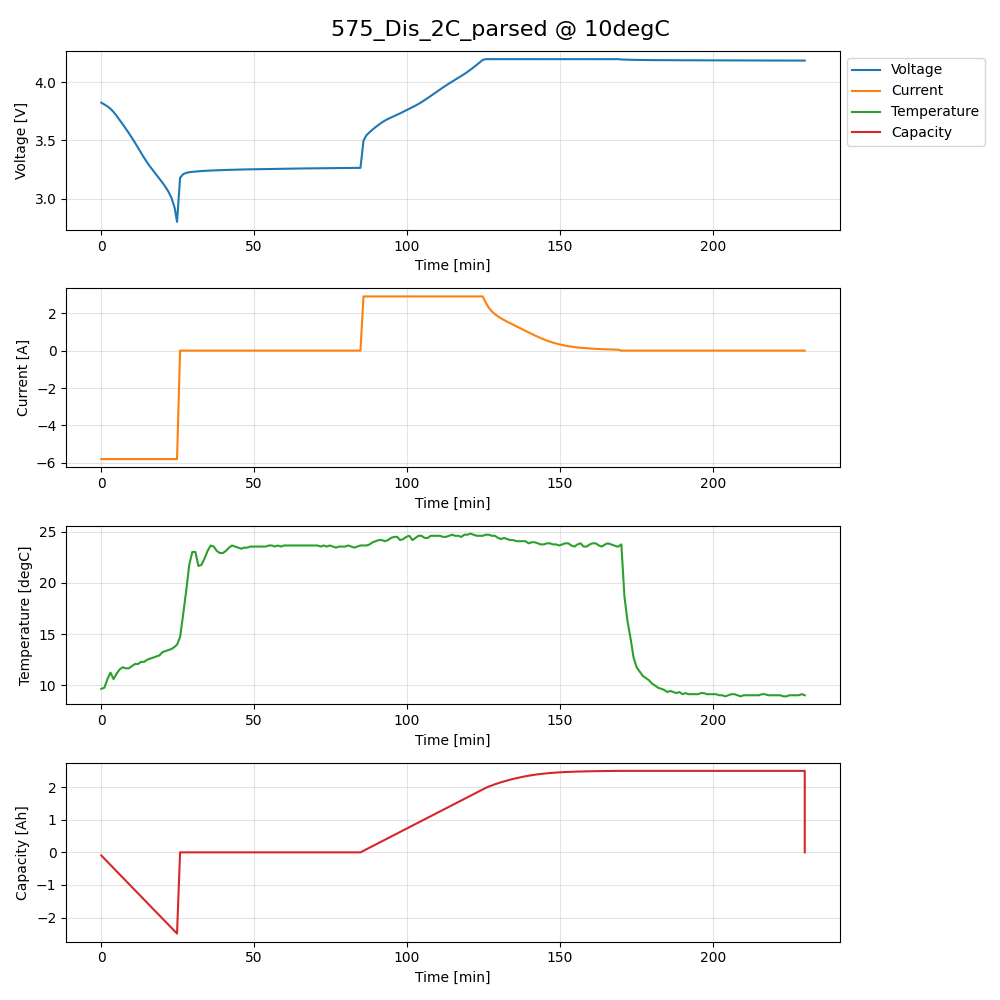 575_Dis_2C_parsed @ 10degC
Voltage [V]
4.0
3.5
3.0
0 50 100 150 200
Time [min]
Voltage
Current
Temperature
Capacity
Current [A]
2
0
−2
−4
−6
0 50 100 150 200
Time [min]
Temperature [degC]
25
20
15
10
0 50 100 150 200
Time [min]
Capacity [Ah]
2
1
0
−1
−2
0 50 100 150 200
Time [min]